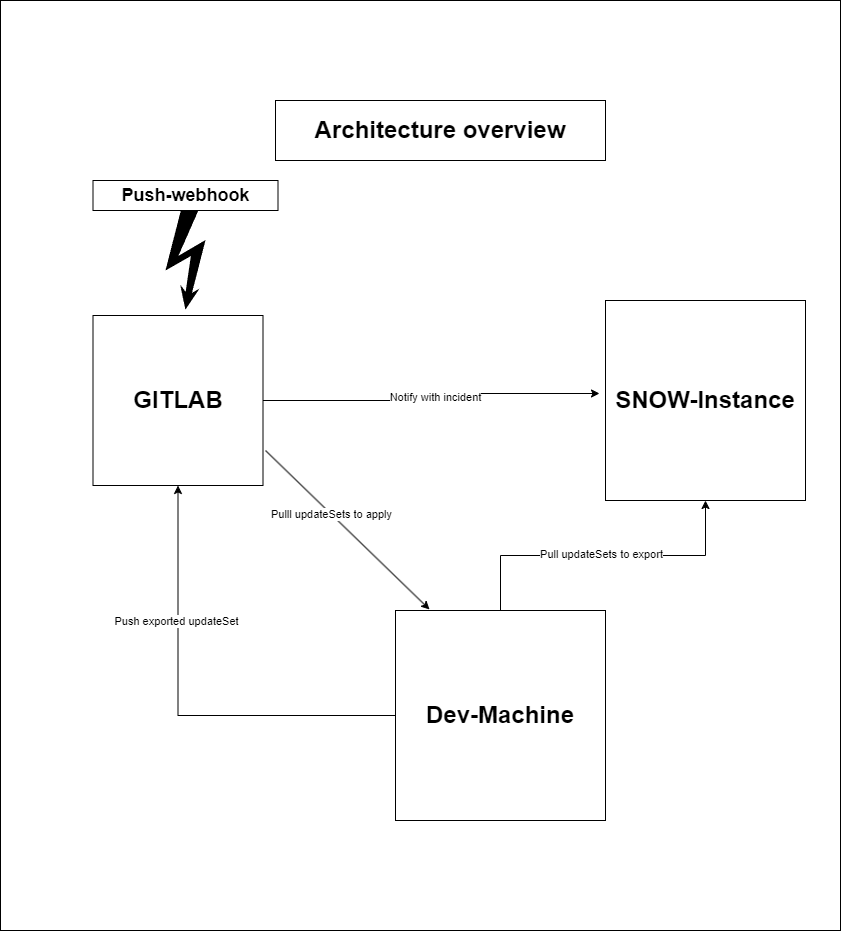 Architecture overview
Push-webhook
GITLAB
SNOW-Instance
Notify with incident
Pulll updateSets to apply
Pull updateSets to export
Push exported updateSet
Dev-Machine